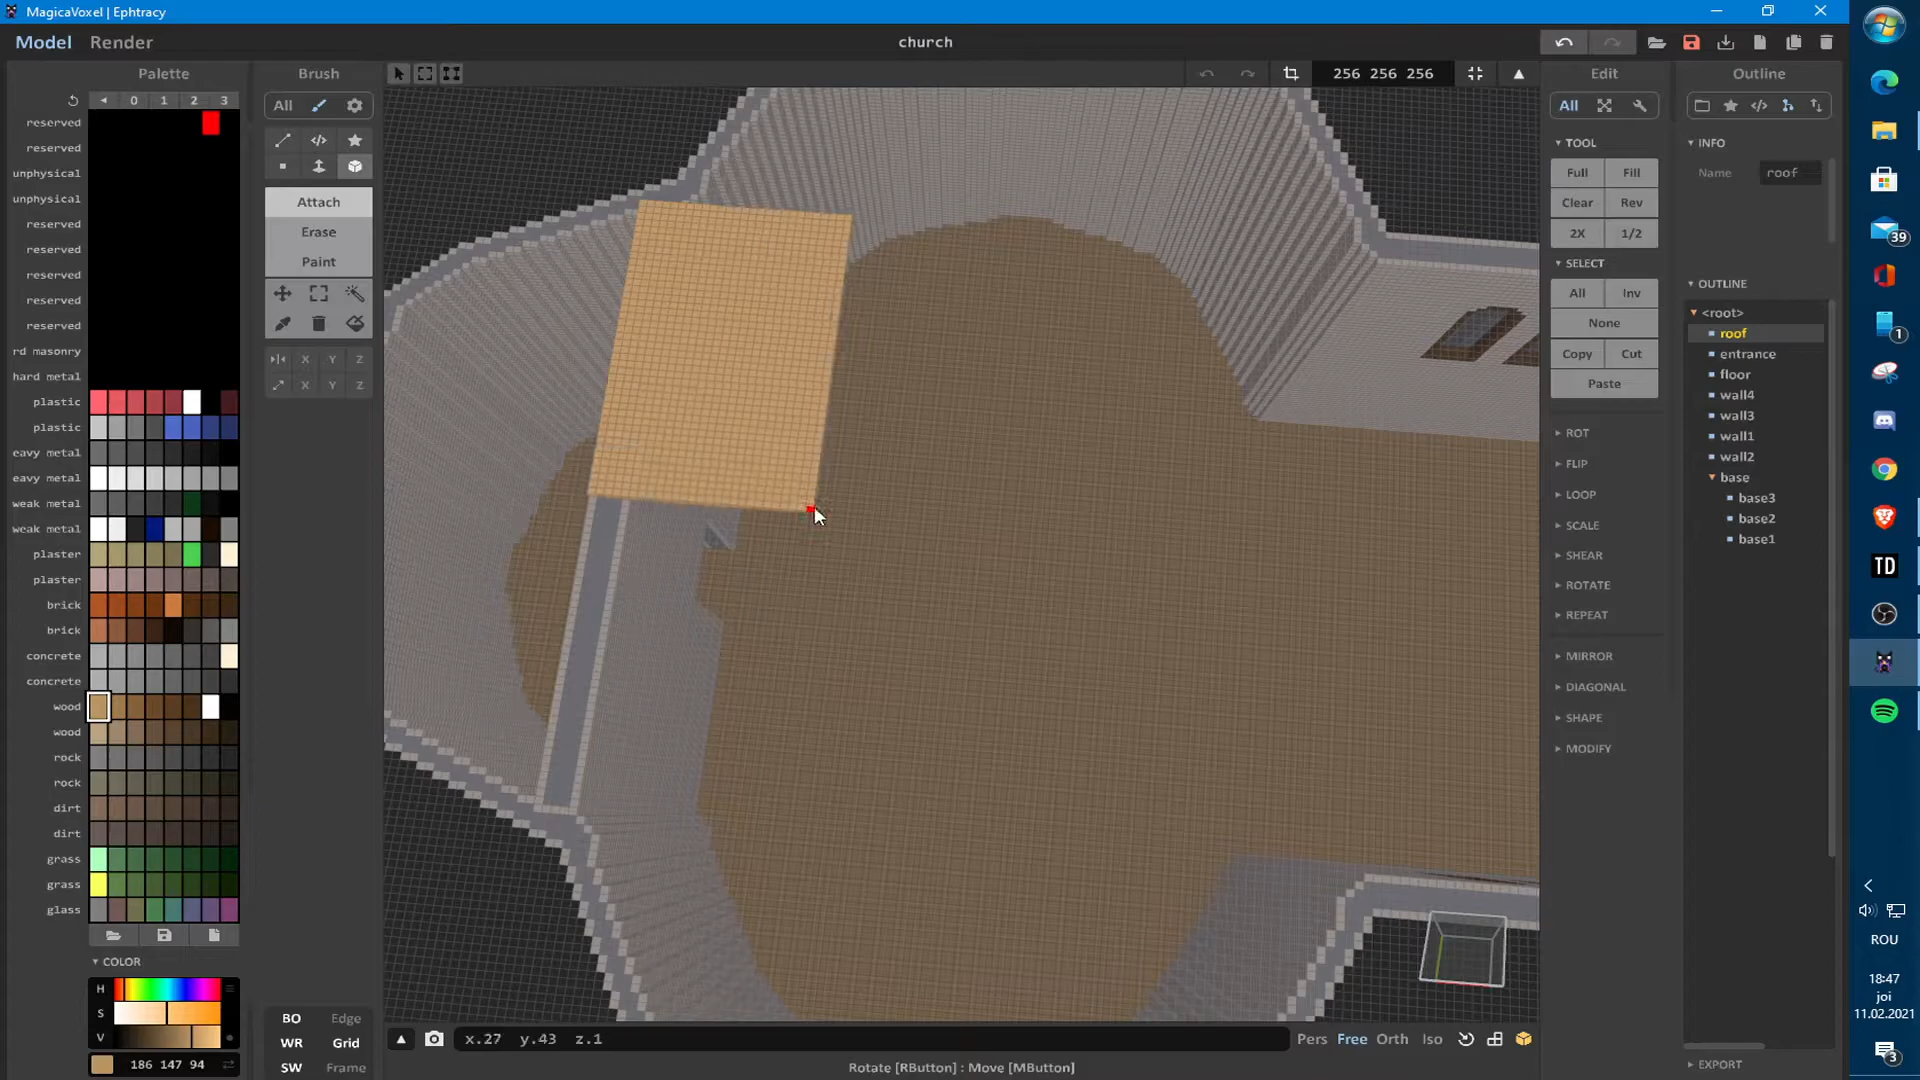 MagicaVoxel | Ephtracy
Model Render
church
Palette
Brush
256 256 256
Edit
Outline
0 1 2 3
All
All
reserved
reserved
unphysical
unphysical
reserved
reserved
reserved
reserved
reserved
rd masonry
hard metal
plastic
plastic
eavy metal
eavy metal
weak metal
weak metal
plaster
plaster
brick
brick
concrete
concrete
wood
wood
rock
rock
dirt
dirt
grass
grass
glass
COLOR
H
S
V
186 147 94
Attach
Erase
Paint
X Y Z
X Y Z
BO Edge
WR Grid
SW Frame
x.27 y.43 z.1
Pers Free Orth Iso
Rotate [RButton] : Move [MButton]
TOOL
Full Fill
Clear Rev
2X 1/2
SELECT
All Inv
None
Copy Cut
Paste
ROT
FLIP
LOOP
SCALE
SHEAR
ROTATE
REPEAT
MIRROR
DIAGONAL
SHAPE
MODIFY
INFO
Name roof
OUTLINE
<root>
roof
entrance
floor
wall4
wall3
wall1
wall2
base
base3
base2
base1
EXPORT
39
1
TD
ROU
18:47
joi
11.02.2021
3